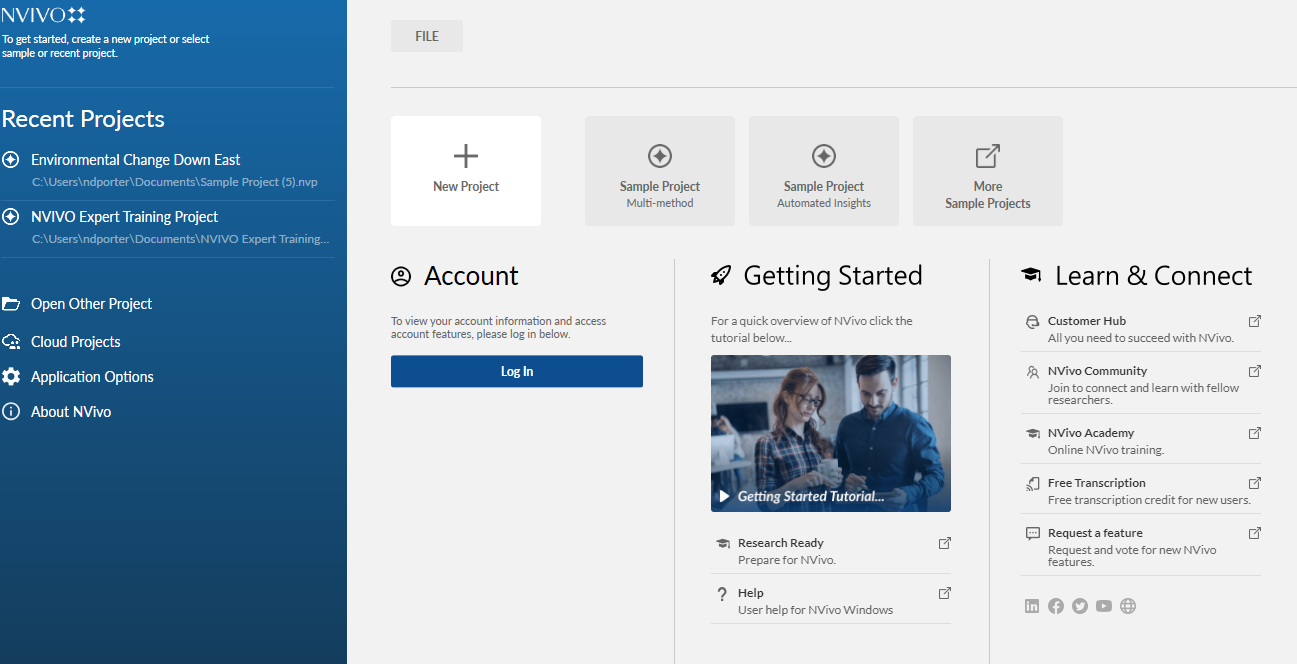 NVIVO
To get started, create a new project or select
sample or recent project.
Recent Projects
Environmental Change Down East
C:\Users\ndporter\Documents\Sample Project (5).nvp
NVIVO Expert Training Project
C:\Users\ndporter\Documents\NVIVO Expert Training...
Open Other Project
Cloud Projects
Application Options
About NVivo
FILE
New Project
Sample Project
Multi-method
Sample Project
Automated Insights
More
Sample Projects
Account
To view your account information and access
account features, please log in below.
Log In
Getting Started
For a quick overview of NVivo click the
tutorial below...
Getting Started Tutorial...
Research Ready
Prepare for NVivo.
Help
User help for NVivo Windows
Learn & Connect
Customer Hub
All you need to succeed with NVivo.
NVivo Community
Join to connect and learn with fellow
researchers.
NVivo Academy
Online NVivo training.
Free Transcription
Free transcription credit for new users.
Request a feature
Request and vote for new NVivo
features.